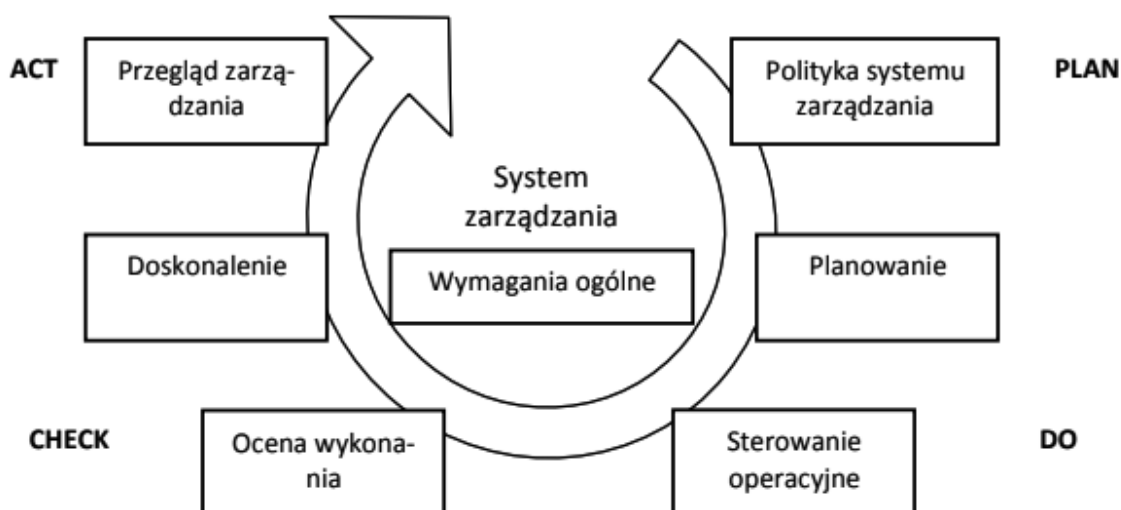 ACT
Przegląd zarzą-
dzania
Polityka systemu
zarządzania
PLAN
System
zarządzania
Doskonalenie
Wymagania ogólne
Planowanie
CHECK
Ocena wykona-
nia
Sterowanie
operacyjne
DO